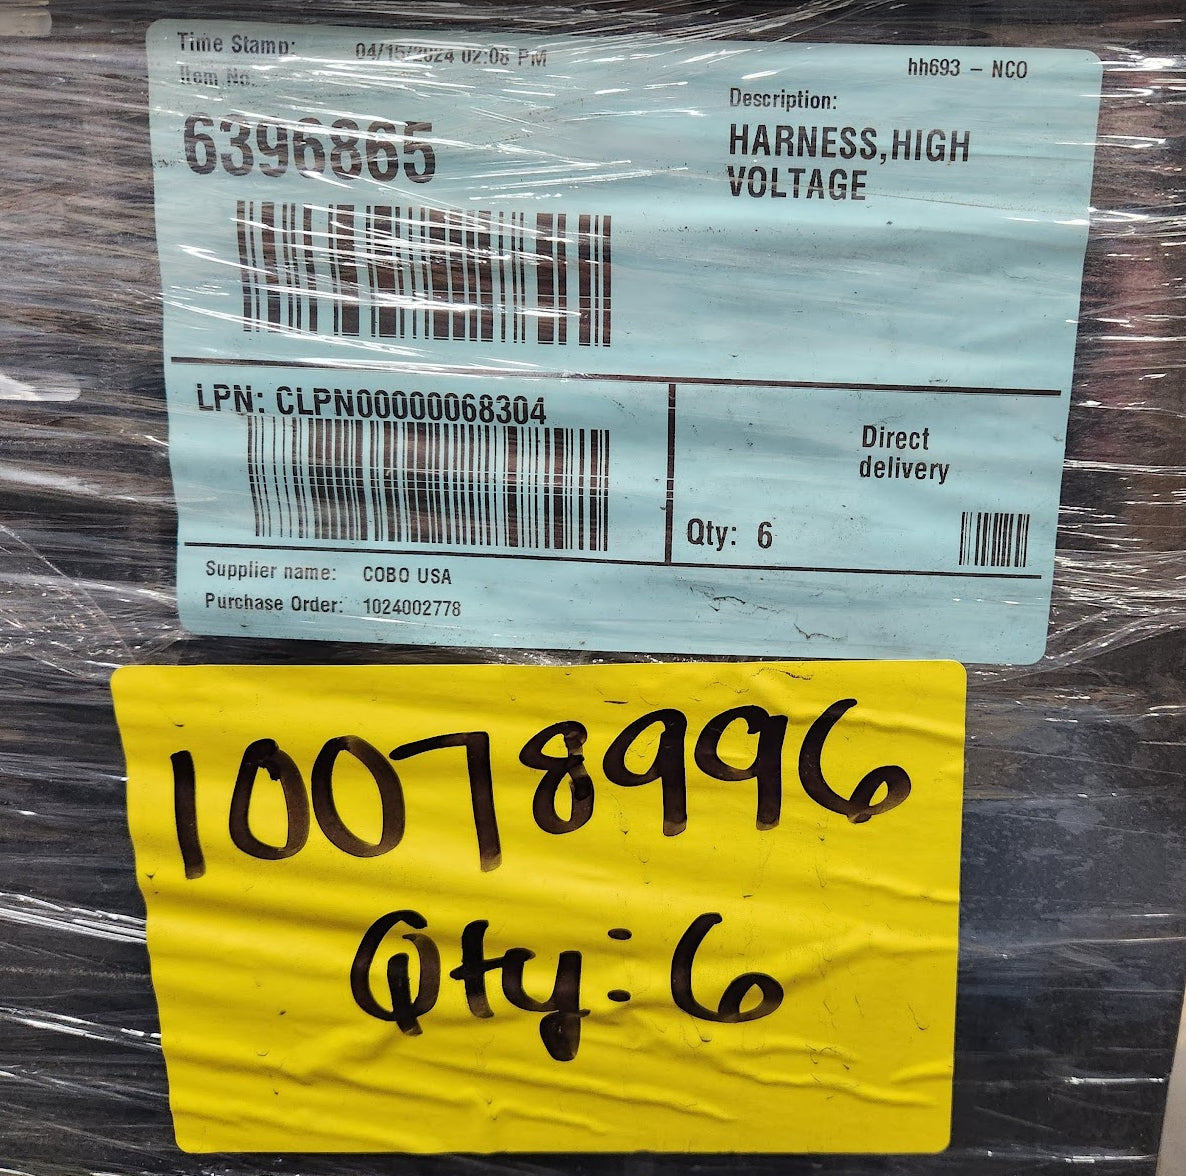 Time Stamp: 04/15/2024 02:08 PM
hh693 - NCO
Item No.
6396865
Description:
HARNESS,HIGH
VOLTAGE
LPN: CLPN00000068304
Direct
delivery
Qty: 6
Supplier name: COBO USA
Purchase Order: 1024002778
10078996
Qty: 6